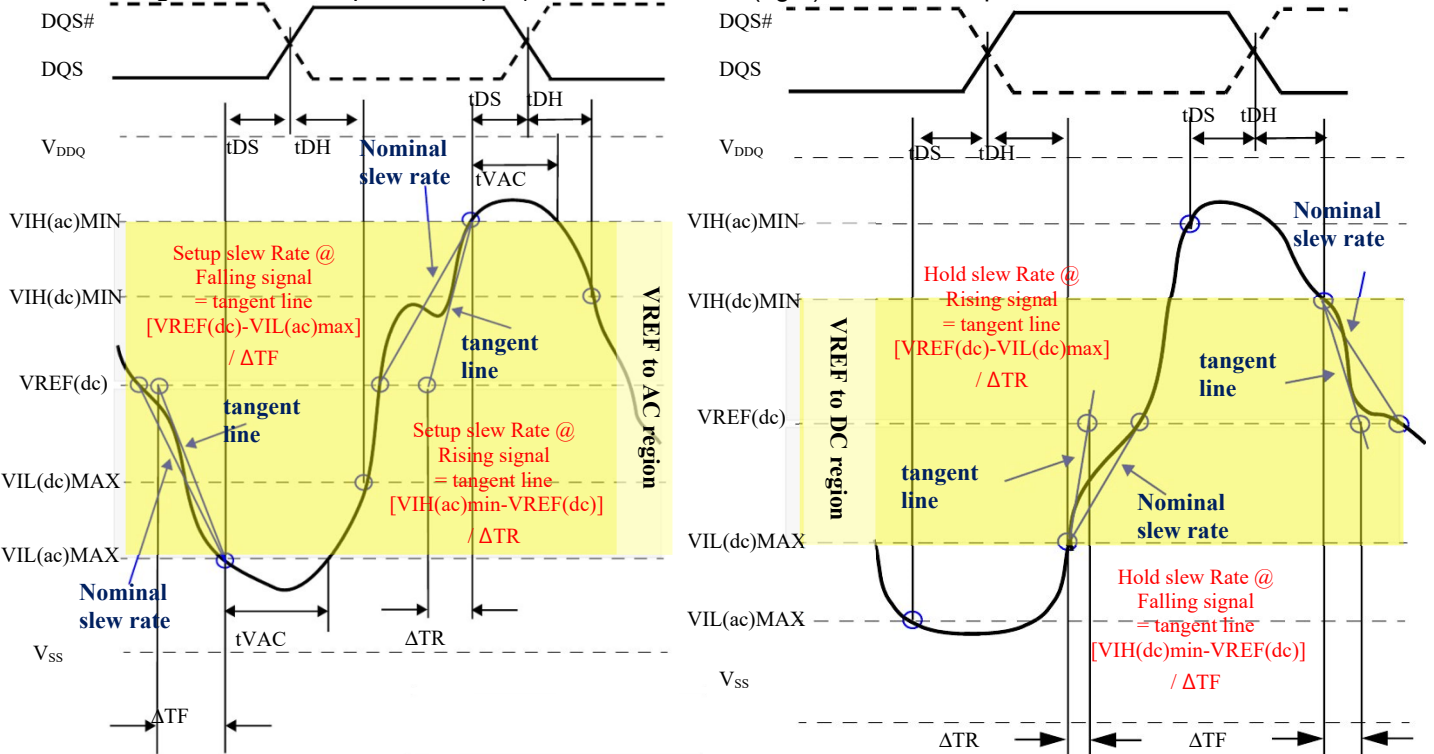 DQS#
DQS
tDS
tDH
tDS
tDH
VDDQ
Nominal
slew rate
tVAC
VIH(ac)MIN
Setup slew Rate @
Falling signal
= tangent line
[VREF(dc)-VIL(ac)max]
/ ΔTF
VIH(dc)MIN
tangent
line
VREF(dc)
tangent
line
VREF to AC region
Setup slew Rate @
Rising signal
= tangent line
[VIH(ac)min-VREF(dc)]
/ ΔTR
VIL(dc)MAX
VIL(ac)MAX
Nominal
slew rate
tVAC
ΔTR
VSS
ΔTF
DQS#
DQS
tDS
tDH
tDS
tDH
VDDQ
VIH(ac)MIN
Nominal
slew rate
Hold slew Rate @
Rising signal
= tangent line
[VREF(dc)-VIL(dc)max]
/ ΔTR
VIH(dc)MIN
VREF to DC region
tangent
line
VREF(dc)
tangent
line
Nominal
slew rate
VIL(dc)MAX
Hold slew Rate @
Falling signal
= tangent line
[VIH(dc)min-VREF(dc)]
/ ΔTF
VIL(ac)MAX
VSS
ΔTR
ΔTF